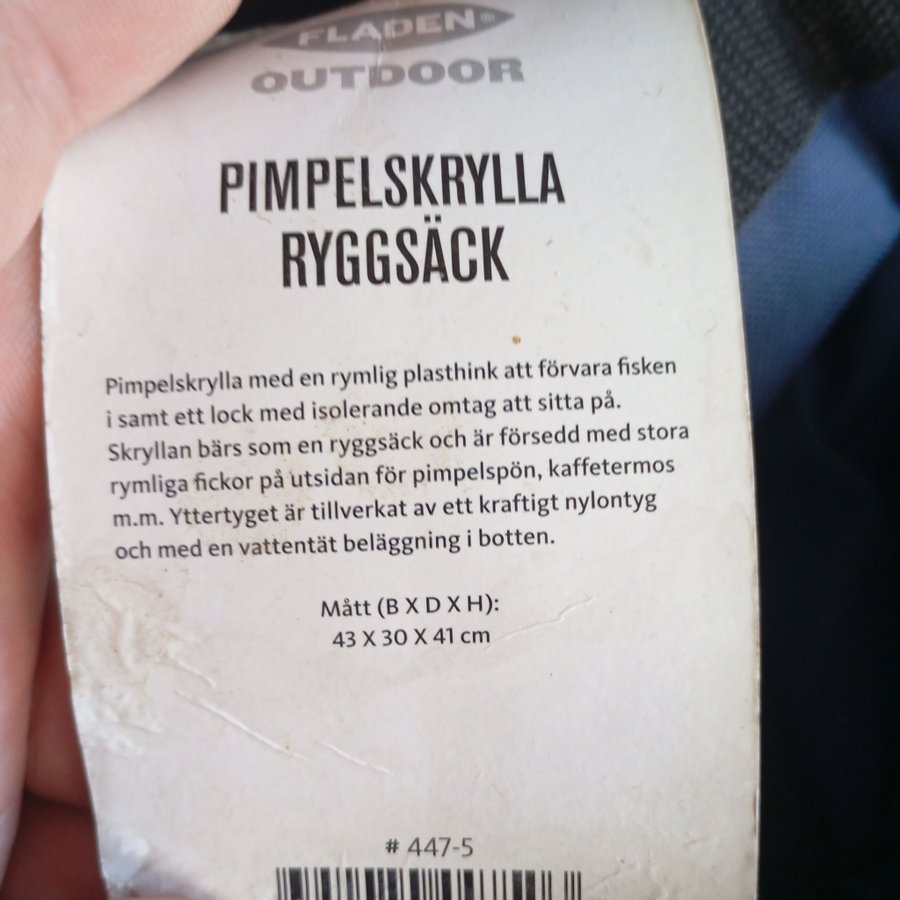 FLADEN®
OUTDOOR
PIMPELSKRYLLA
RYGGSÄCK
Pimpelskrylla med en rymlig plasthink att förvara fisken
i samt ett lock med isolerande omtag att sitta på.
Skryllan bärs som en ryggsäck och är försedd med stora
rymliga fickor på utsidan för pimpelspön, kaffetermos
m.m. Yttertyget är tillverkat av ett kraftigt nylontyg
och med en vattentät beläggning i botten.
Mått (B X D X H):
43 X 30 X 41 cm
# 447-5